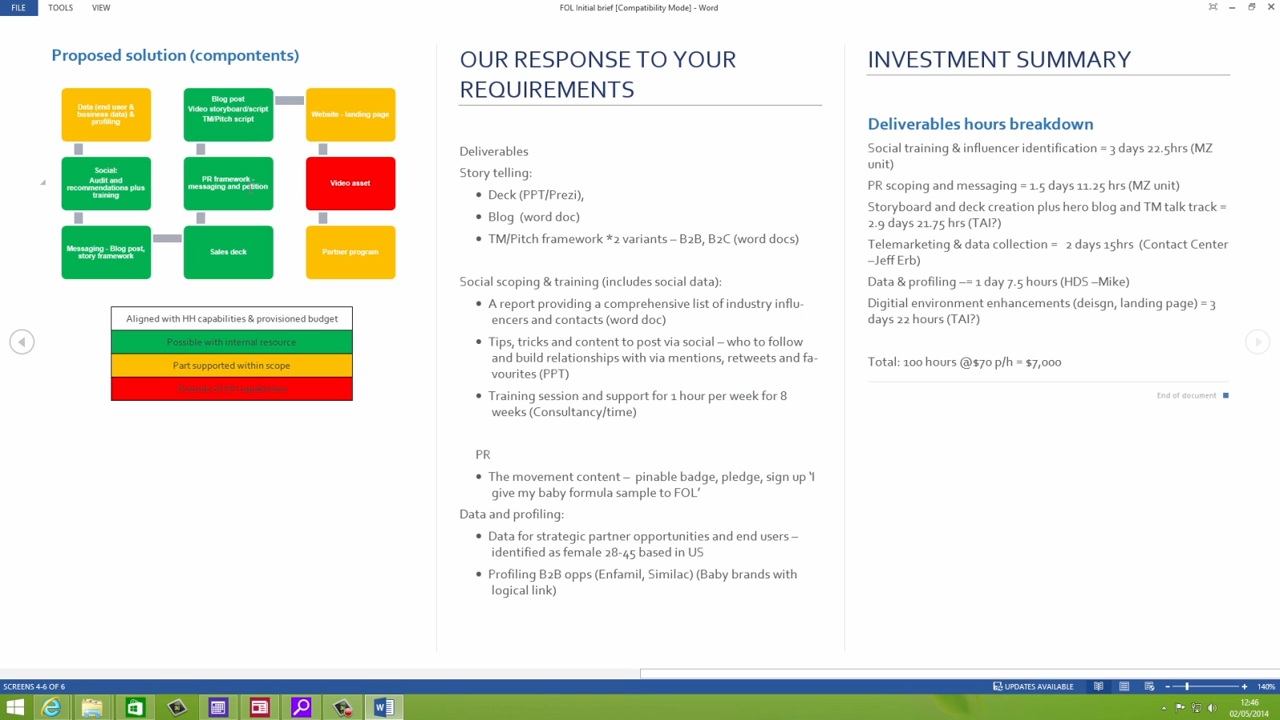 FILE TOOLS VIEW
FOL Initial brief [Compatibility Mode] - Word
Proposed solution (compontents)
Data (end user &
business data) &
profiling
Blog post
Video storyboard/script
TM/Pitch script
Website - landing page
Social:
Audit and
recommendations plus
training
PR framework -
messaging and petition
Video asset
Messaging - Blog post,
story framework
Sales deck
Partner program
Aligned with HH capabilities & provisioned budget
Possible with internal resource
Part supported within scope
OUR RESPONSE TO YOUR
REQUIREMENTS
Deliverables
Story telling:
• Deck (PPT/Prezi),
• Blog (word doc)
• TM/Pitch framework *2 variants – B2B, B2C (word docs)
Social scoping & training (includes social data):
• A report providing a comprehensive list of industry influ-
encers and contacts (word doc)
• Tips, tricks and content to post via social – who to follow
and build relationships with via mentions, retweets and fa-
vourites (PPT)
• Training session and support for 1 hour per week for 8
weeks (Consultancy/time)
PR
• The movement content – pinable badge, pledge, sign up ‘I
give my baby formula sample to FOL’
Data and profiling:
• Data for strategic partner opportunities and end users –
identified as female 28-45 based in US
• Profiling B2B opps (Enfamil, Similac) (Baby brands with
logical link)
INVESTMENT SUMMARY
Deliverables hours breakdown
Social training & influencer identification = 3 days 22.5hrs (MZ
unit)
PR scoping and messaging = 1.5 days 11.25 hrs (MZ unit)
Storyboard and deck creation plus hero blog and TM talk track =
2.9 days 21.75 hrs (TAI?)
Telemarketing & data collection = 2 days 15hrs (Contact Center
–Jeff Erb)
Data & profiling –= 1 day 7.5 hours (HDS –Mike)
Digitial environment enhancements (deisgn, landing page) = 3
days 22 hours (TAI?)
Total: 100 hours @$70 p/h = $7,000
End of document
SCREENS 4-6 OF 6
UPDATES AVAILABLE
140%
12:46
02/05/2014